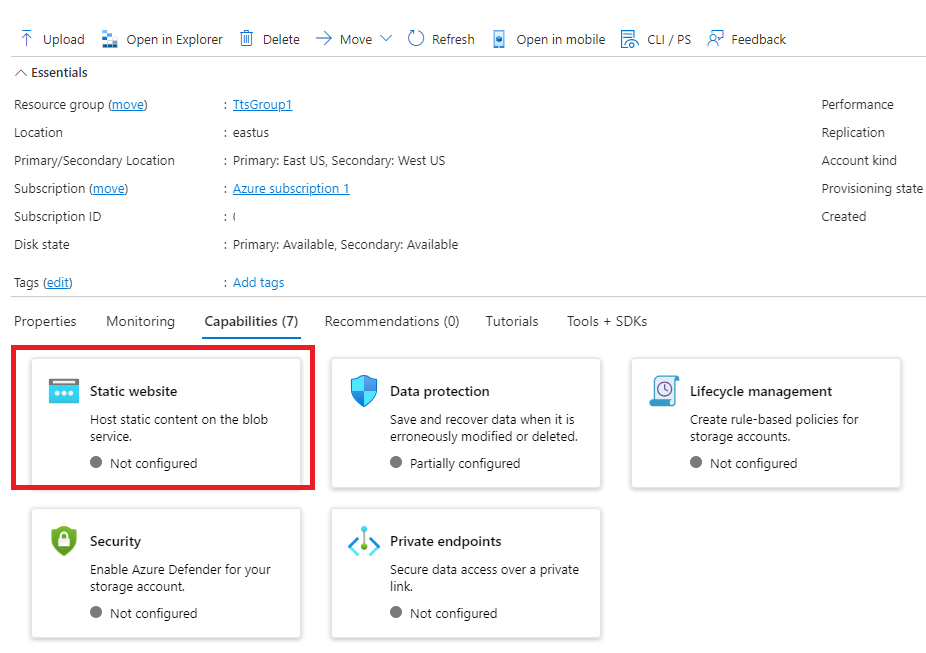 Upload Open in Explorer Delete Move Refresh Open in mobile CLI / PS Feedback
Essentials
Resource group (move) : TtsGroup1 Performance
Location : eastus Replication
Primary/Secondary Location : Primary: East US, Secondary: West US Account kind
Subscription (move) : Azure subscription 1 Provisioning state
Subscription ID : Created
Disk state : Primary: Available, Secondary: Available
Tags (edit) : Add tags
Properties Monitoring Capabilities (7) Recommendations (0) Tutorials Tools + SDKs
Static website
Host static content on the blob
service.
Not configured
Data protection
Save and recover data when it is
erroneously modified or deleted.
Partially configured
Lifecycle management
Create rule-based policies for
storage accounts.
Not configured
Security
Enable Azure Defender for your
storage account.
Not configured
Private endpoints
Secure data access over a private
link.
Not configured